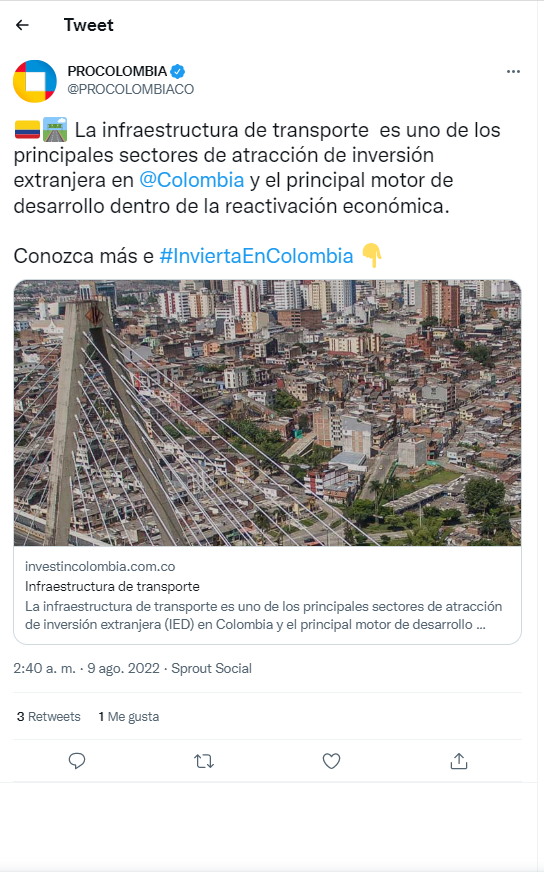 Tweet
PROCOLOMBIA
@PROCOLOMBIACO
La infraestructura de transporte es uno de los
principales sectores de atracción de inversión
extranjera en @Colombia y el principal motor de
desarrollo dentro de la reactivación económica.
Conozca más e #InviertaEnColombia
investincolombia.com.co
Infraestructura de transporte
La infraestructura de transporte es uno de los principales sectores de atracción
de inversión extranjera (IED) en Colombia y el principal motor de desarrollo ...
2:40 a. m. · 9 ago. 2022 · Sprout Social
3 Retweets 1 Me gusta